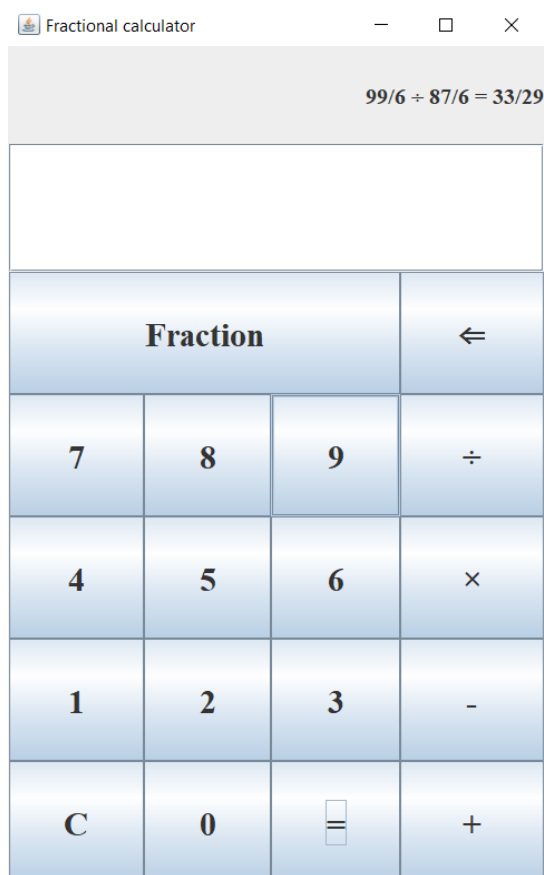 Fractional calculator
99/6 ÷ 87/6 = 33/29
Fraction ⇐
7 8 9 ÷
4 5 6 ×
1 2 3 -
C 0 = +